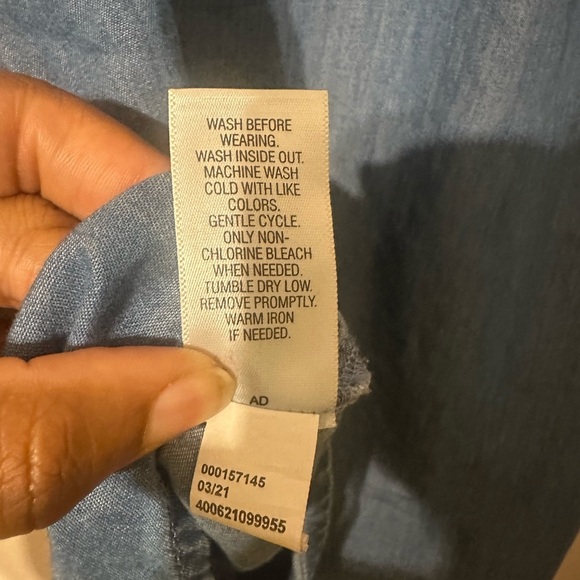 WASH BEFORE
WEARING.
WASH INSIDE OUT.
MACHINE WASH
COLD WITH LIKE
COLORS.
GENTLE CYCLE.
ONLY NON-
CHLORINE BLEACH
WHEN NEEDED.
TUMBLE DRY LOW.
REMOVE PROMPTLY.
WARM IRON
IF NEEDED.
AD
000157145
03/21
400621099955